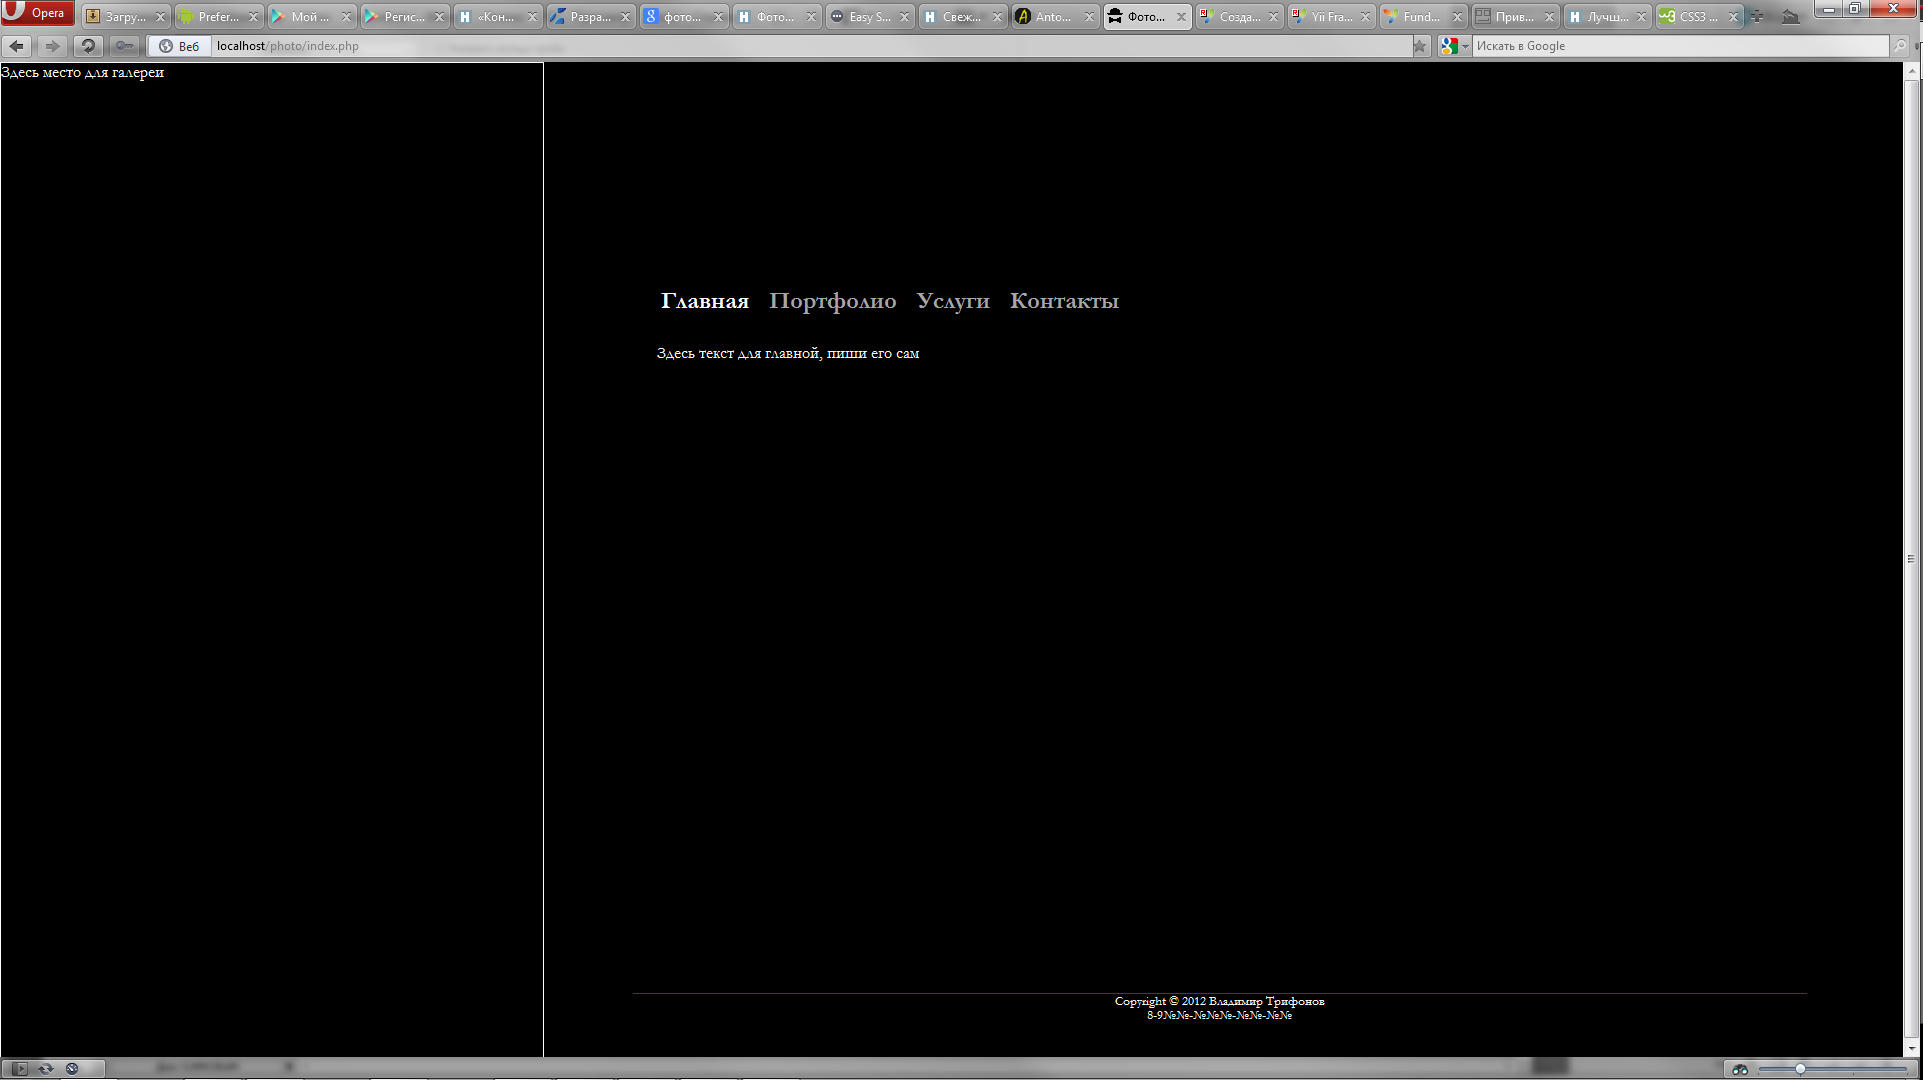 Opera
Загру...
Prefer...
Мой ...
Регис...
«Кон...
Разра...
фото...
Фото...
Easy S...
Свеж...
Anto...
Фото...
Созда...
Yii Fra...
Fund...
Прив...
Лучш...
CSS3 ...
Веб
localhost/photo/index.php
Искать в Google
Здесь место для галереи
Главная Портфолио Услуги Контакты
Здесь текст для главной, пиши его сам
Copyright © 2012 Владимир Трифонов
8-9№№-№№№-№№-№№